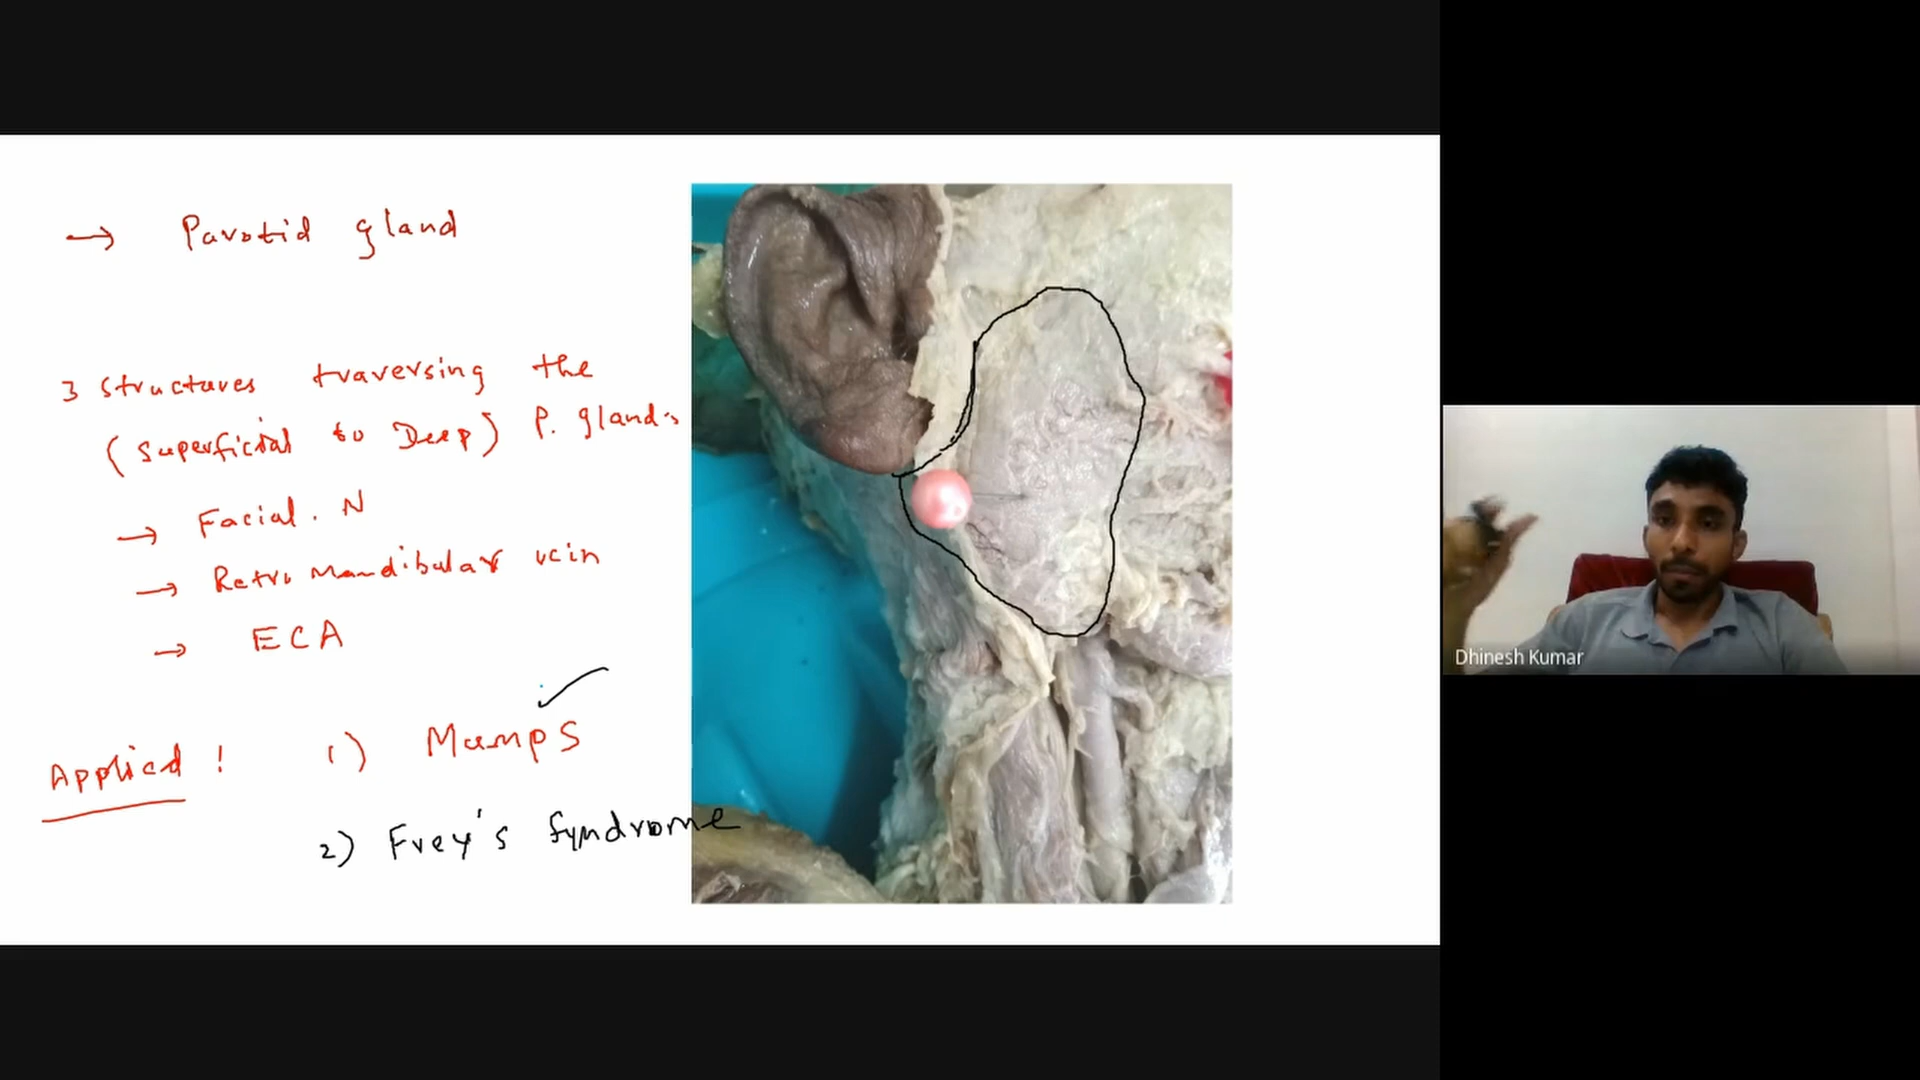 → Parotid gland
3 structures traversing the
(Superficial to Deep) P. glands
→ Facial. N
→ Retro Mandibular vein
→ ECA
Applied ! 1) Mumps
2) Frey's Syndrome
Dhinesh Kumar